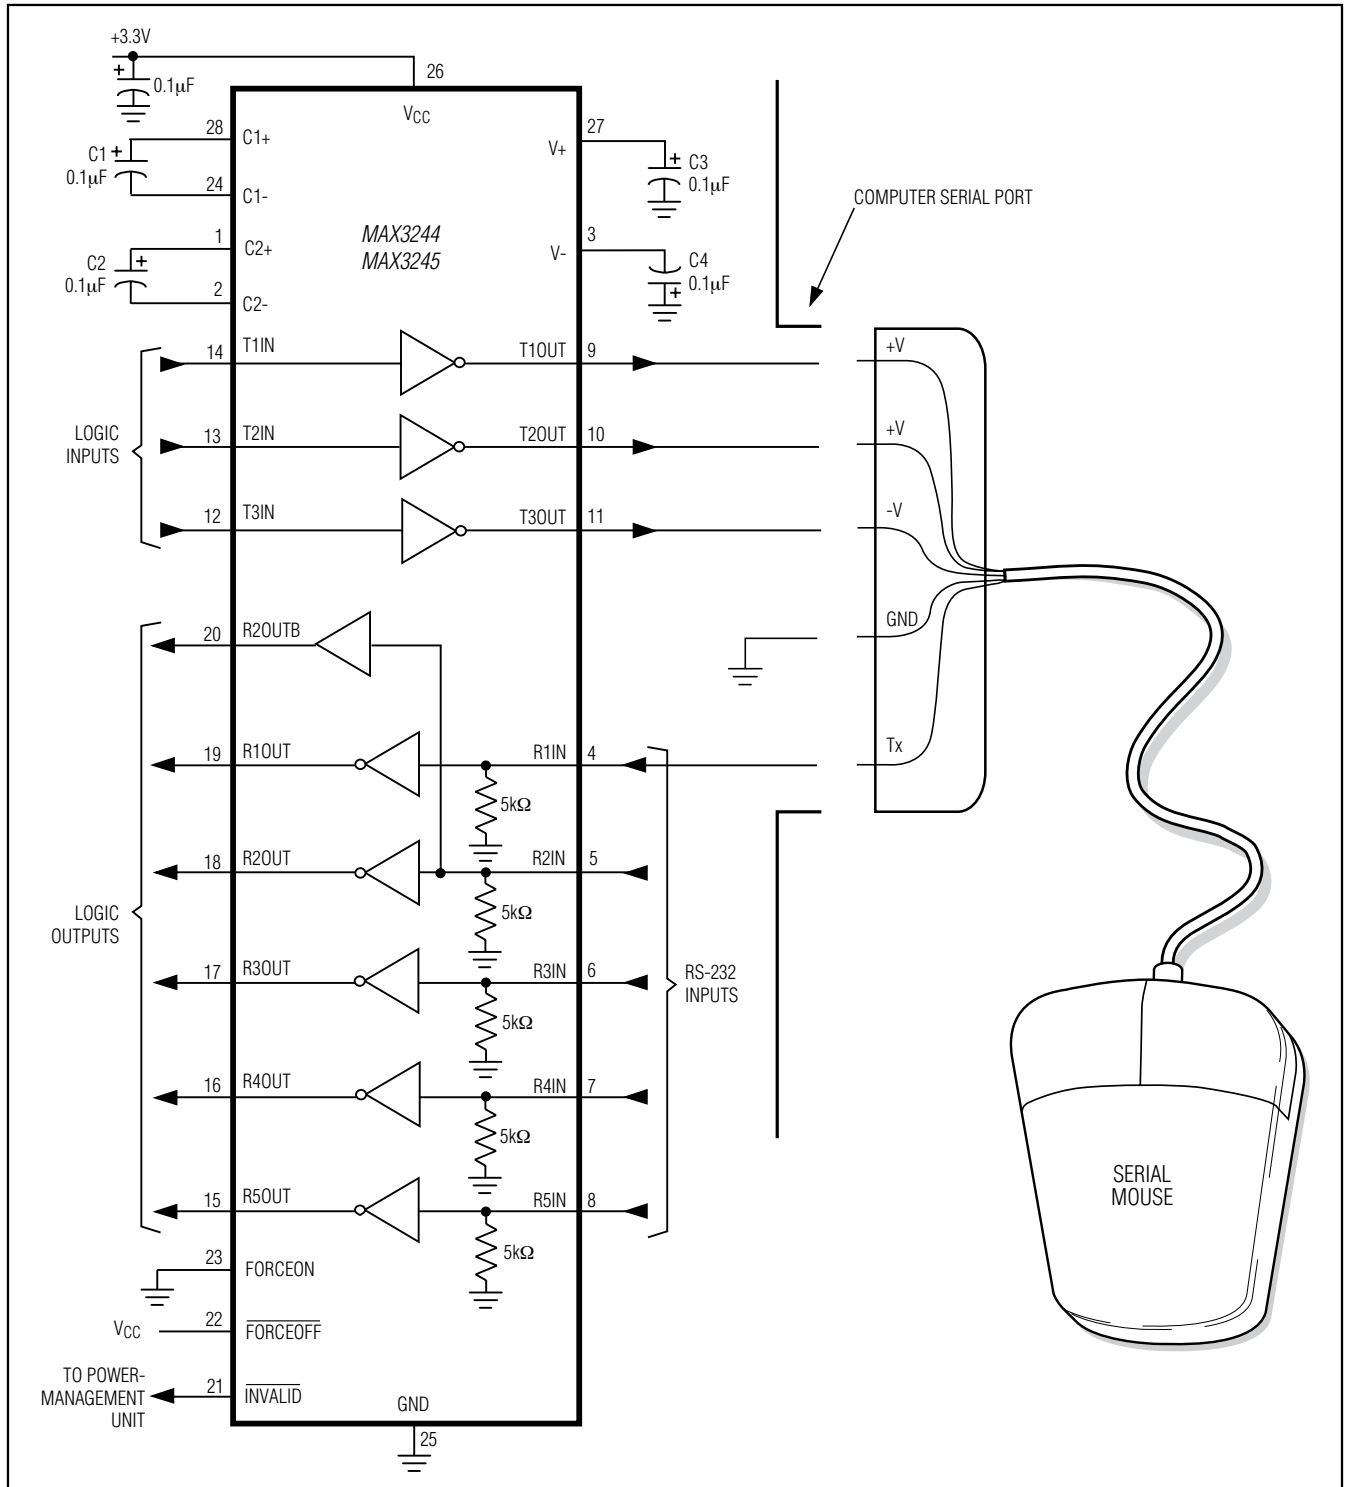 +3.3V
0.1µF
26
VCC
28
C1+
C1
+
0.1µF
24
C1-
1
C2+
C2
+
0.1µF
2
C2-
MAX3244
MAX3245
27
V+
+
C3
0.1µF
3
V-
C4
0.1µF
+
+
COMPUTER SERIAL PORT
LOGIC
INPUTS
14
T1IN
T1OUT
9
13
T2IN
T2OUT
10
12
T3IN
T3OUT
11
+V
+V
-V
GND
Tx
LOGIC
OUTPUTS
20
R2OUTB
19
R1OUT
R1IN
4
5kΩ
18
R2OUT
R2IN
5
5kΩ
17
R3OUT
R3IN
6
5kΩ
16
R4OUT
R4IN
7
5kΩ
15
R5OUT
R5IN
8
5kΩ
RS-232
INPUTS
23
FORCEON
VCC
22
FORCEOFF
TO POWER-
MANAGEMENT
UNIT
21
INVALID
GND
25
SERIAL
MOUSE